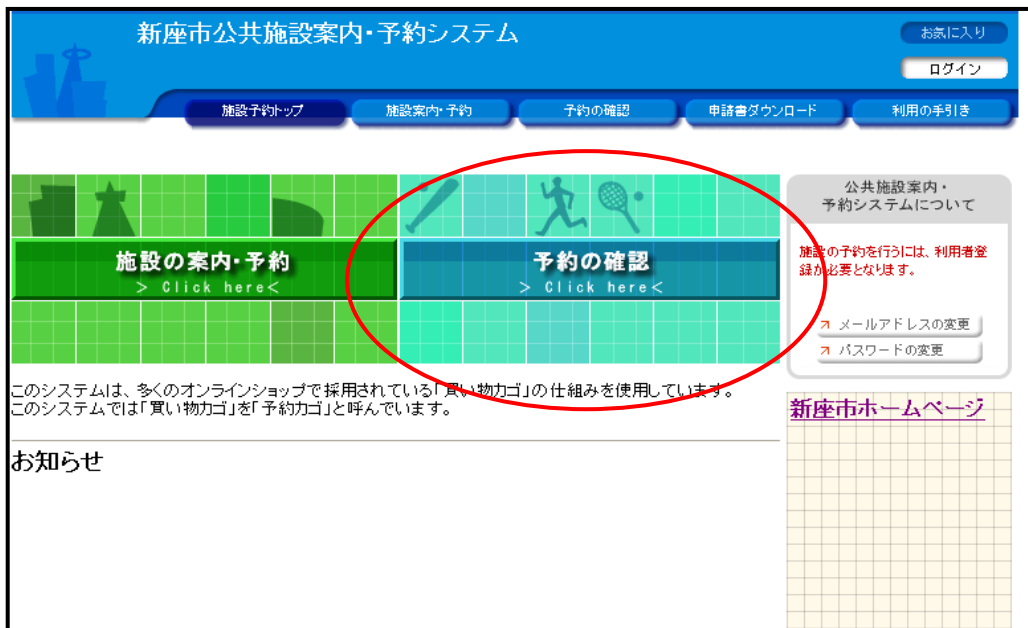 新座市公共施設案内・予約システム
お気に入り
ログイン
施設予約トップ
施設案内・予約
予約の確認
申請書ダウンロード
利用の手引き
施設の案内・予約
> Click here<
予約の確認
> Click here<
公共施設案内・
予約システムについて
施設の予約を行うには、利用者登
録が必要となります。
メールアドレスの変更
パスワードの変更
このシステムは、多くのオンラインショップで採用されている「買い物カゴ」の仕組みを使用しています。
このシステムでは「買い物カゴ」を「予約カゴ」と呼んでいます。
新座市ホームページ
お知らせ